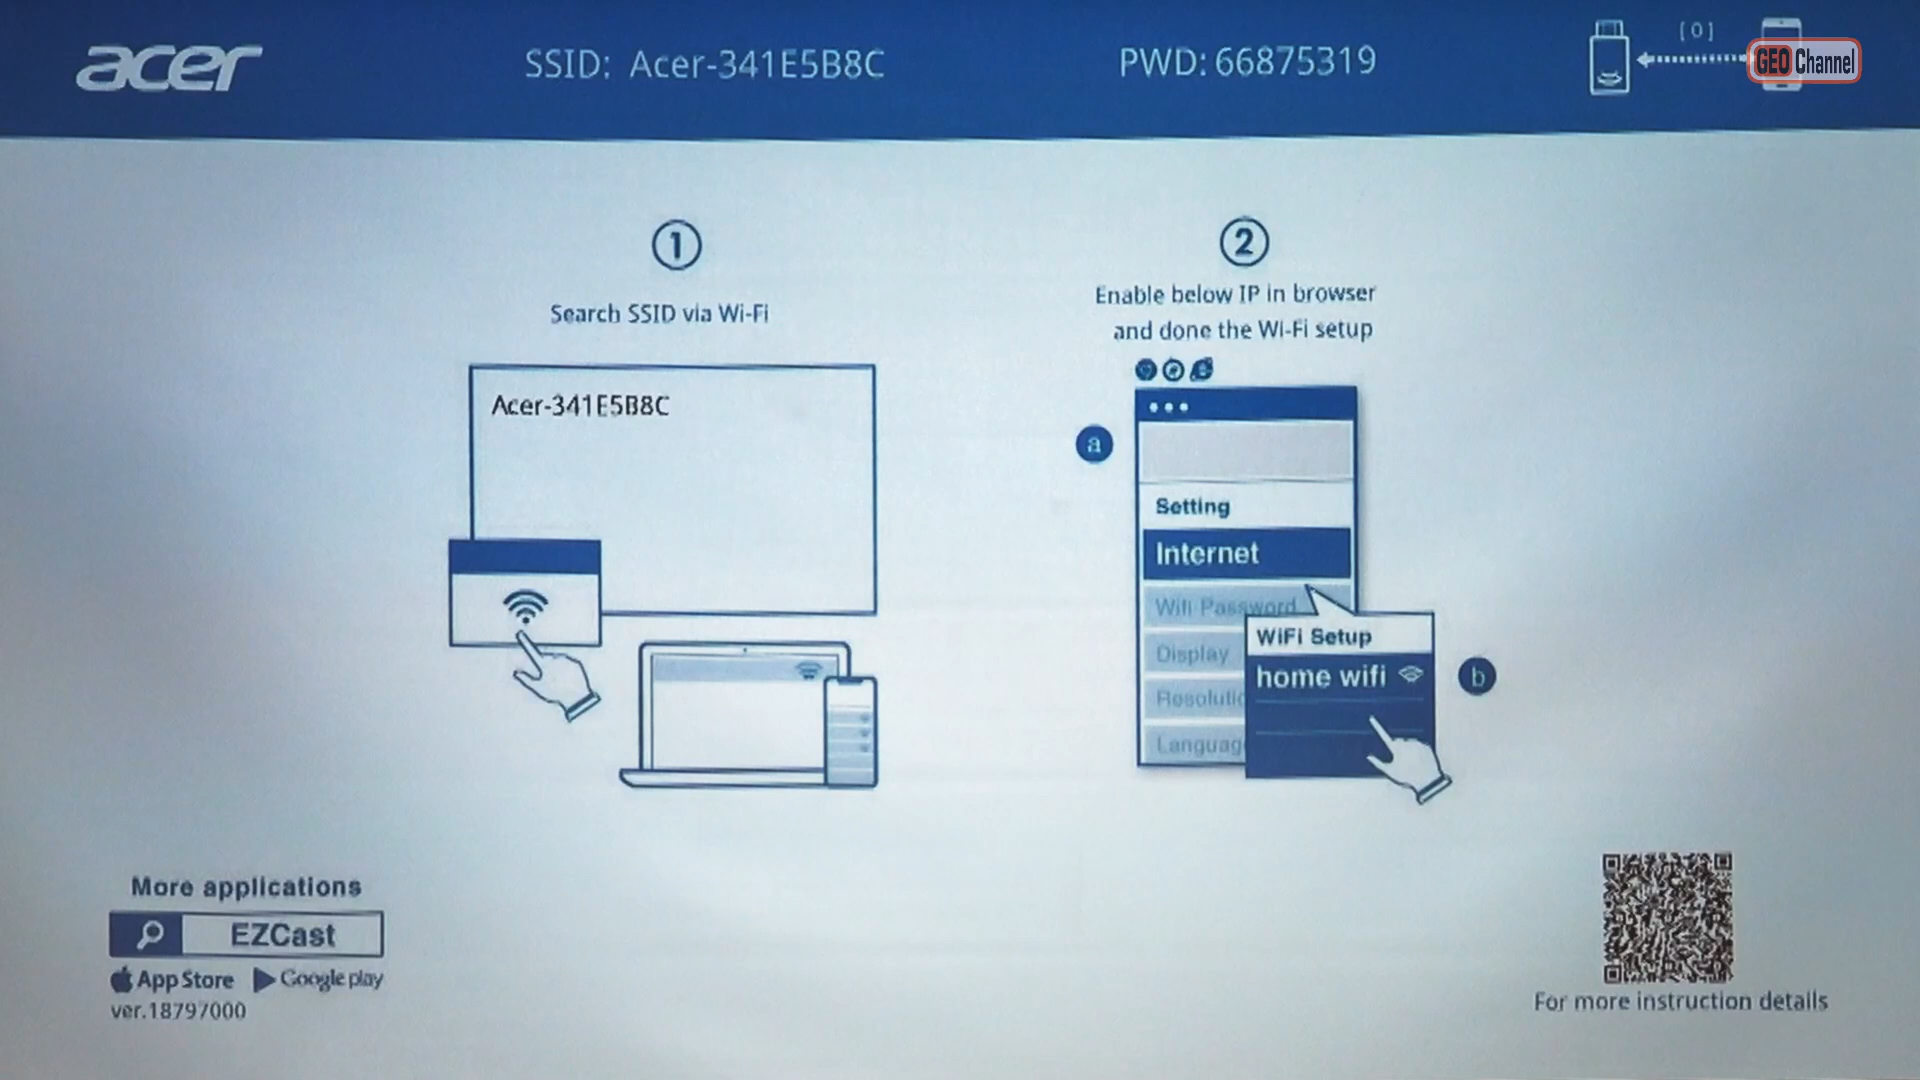 acer
SSID: Acer-341E5B8C
PWD: 66875319
[0]
GEO Channel
1
Search SSID via Wi-Fi
Acer-341E5B8C
2
Enable below IP in browser
and done the Wi-Fi setup
a
Setting
Internet
Wifi Password
Display
Resolutio
Languag
WiFi Setup
home wifi
b
More applications
EZCast
App Store Google play
ver.18797000
For more instruction details